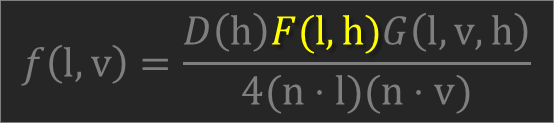 f(l, v) = D(h)F(l, h)G(l, v, h) / 4(n · l)(n · v)